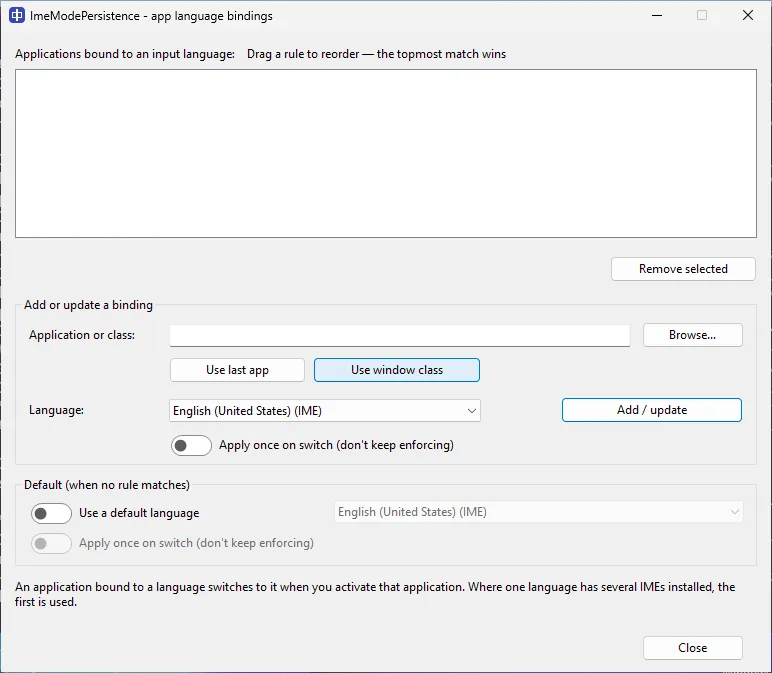 ImeModePersistence - app language bindings
Applications bound to an input language: Drag a rule to reorder — the topmost match wins
Remove selected
Add or update a binding
Application or class:
Browse...
Use last app
Use window class
Language:
English (United States) (IME)
Add / update
Apply once on switch (don't keep enforcing)
Default (when no rule matches)
Use a default language
English (United States) (IME)
Apply once on switch (don't keep enforcing)
An application bound to a language switches to it when you activate that application. Where one language has several IMEs installed, the
first is used.
Close